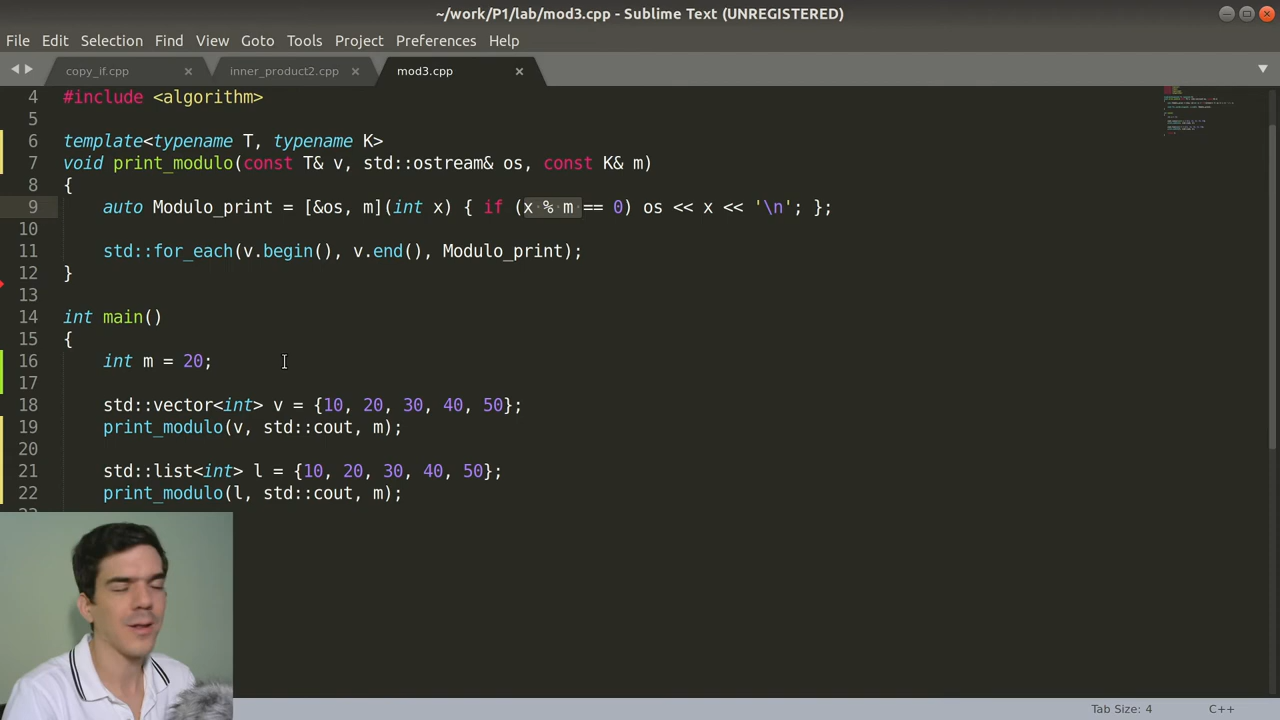 ~/work/P1/lab/mod3.cpp - Sublime Text (UNREGISTERED)
File Edit Selection Find View Goto Tools Project Preferences Help
copy_if.cpp inner_product2.cpp mod3.cpp
4 #include <algorithm>
5
6 template<typename T, typename K>
7 void print_modulo(const T& v, std::ostream& os, const K& m)
8 {
9 auto Modulo_print = [&os, m](int x) { if (x % m == 0) os << x << '\n'; };
10
11 std::for_each(v.begin(), v.end(), Modulo_print);
12 }
13
14 int main()
15 {
16 int m = 20;
17
18 std::vector<int> v = {10, 20, 30, 40, 50};
19 print_modulo(v, std::cout, m);
20
21 std::list<int> l = {10, 20, 30, 40, 50};
22 print_modulo(l, std::cout, m);
Tab Size: 4 C++